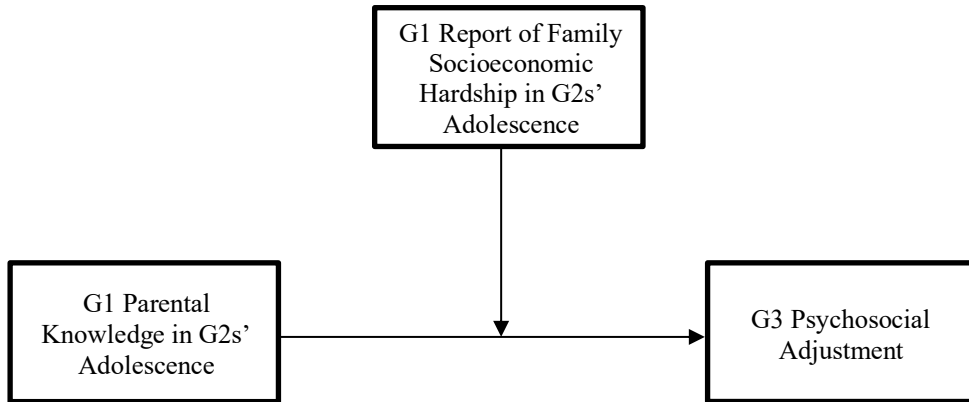 G1 Report of Family
Socioeconomic
Hardship in G2s’
Adolescence
G1 Parental
Knowledge in G2s’
Adolescence
G3 Psychosocial
Adjustment